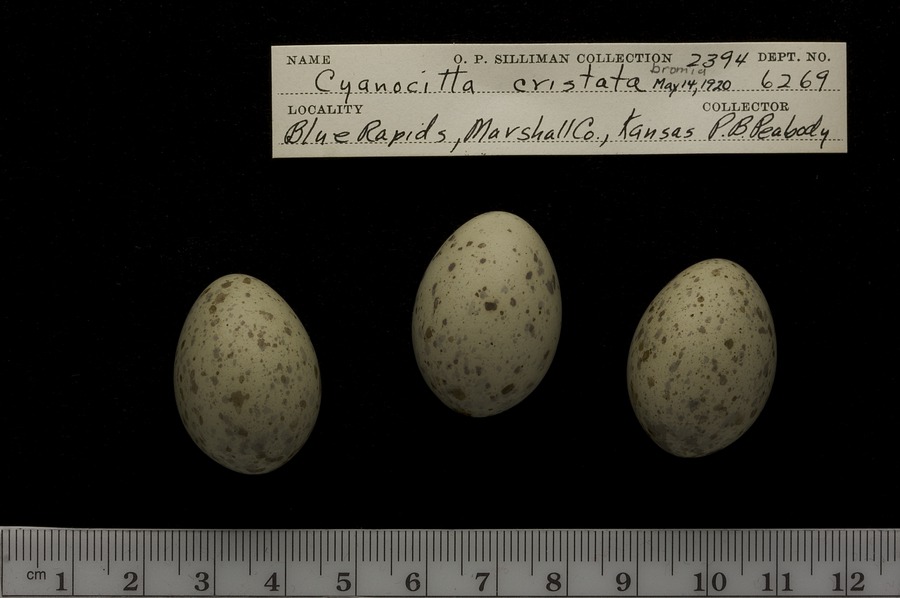 NAME O. P. SILLIMAN COLLECTION 2394 DEPT. NO.
Cyanocitta cristata bromia May 14, 1920 6269
LOCALITY COLLECTOR
Blue Rapids, Marshall Co., Kansas P. B. Peabody
cm 1 2 3 4 5 6 7 8 9 10 11 12